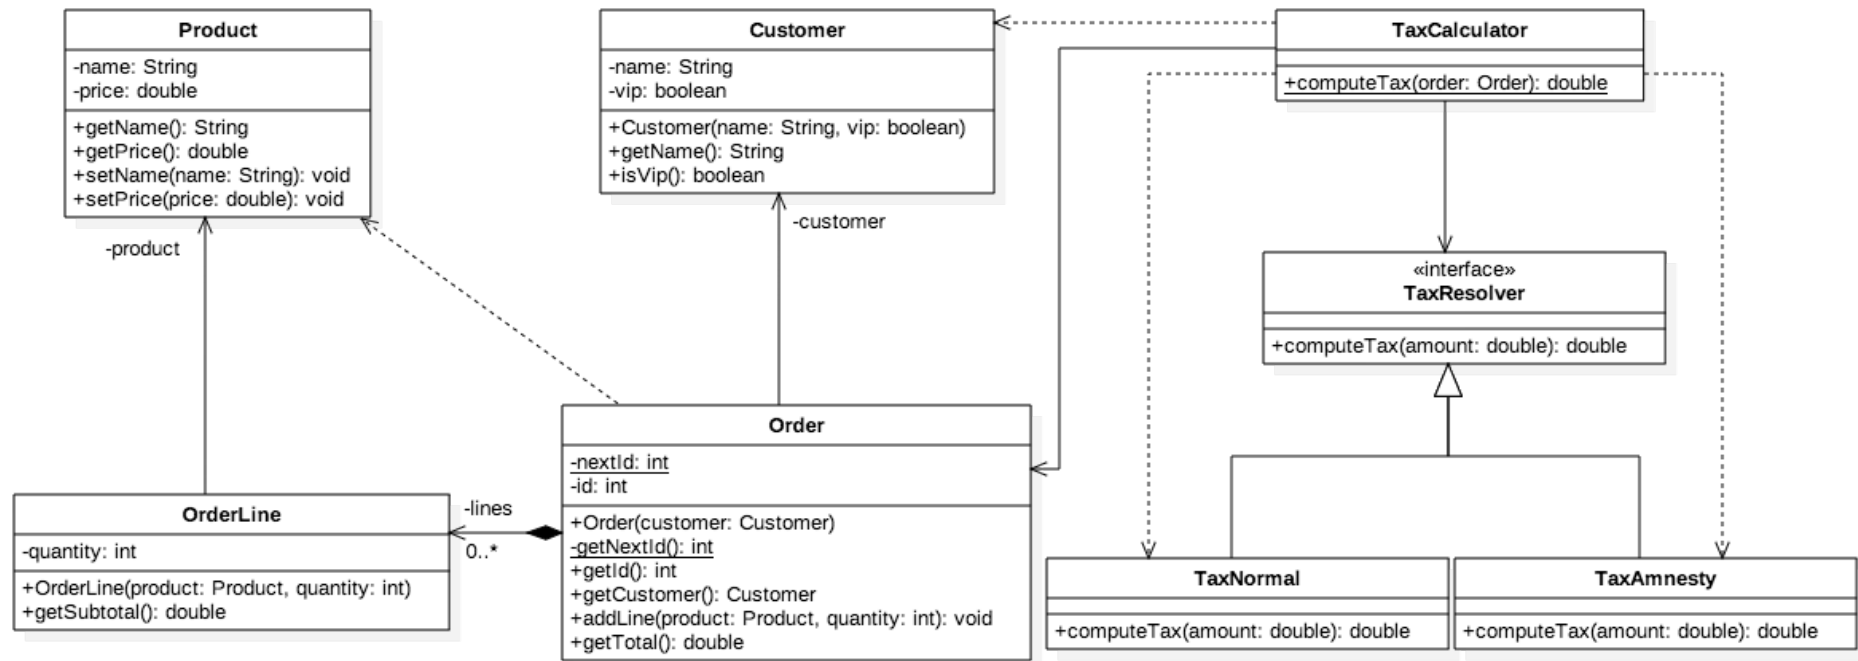 Product
-name: String
-price: double
+getName(): String
+getPrice(): double
+setName(name: String): void
+setPrice(price: double): void
Customer
-name: String
-vip: boolean
+Customer(name: String, vip: boolean)
+getName(): String
+isVip(): boolean
TaxCalculator
+computeTax(order: Order): double
-product
-customer
«interface»
TaxResolver
+computeTax(amount: double): double
OrderLine
-quantity: int
+OrderLine(product: Product, quantity: int)
+getSubtotal(): double
-lines
0..*
Order
-nextId: int
-id: int
+Order(customer: Customer)
-getNextId(): int
+getId(): int
+getCustomer(): Customer
+addLine(product: Product, quantity: int): void
+getTotal(): double
TaxNormal
+computeTax(amount: double): double
TaxAmnesty
+computeTax(amount: double): double